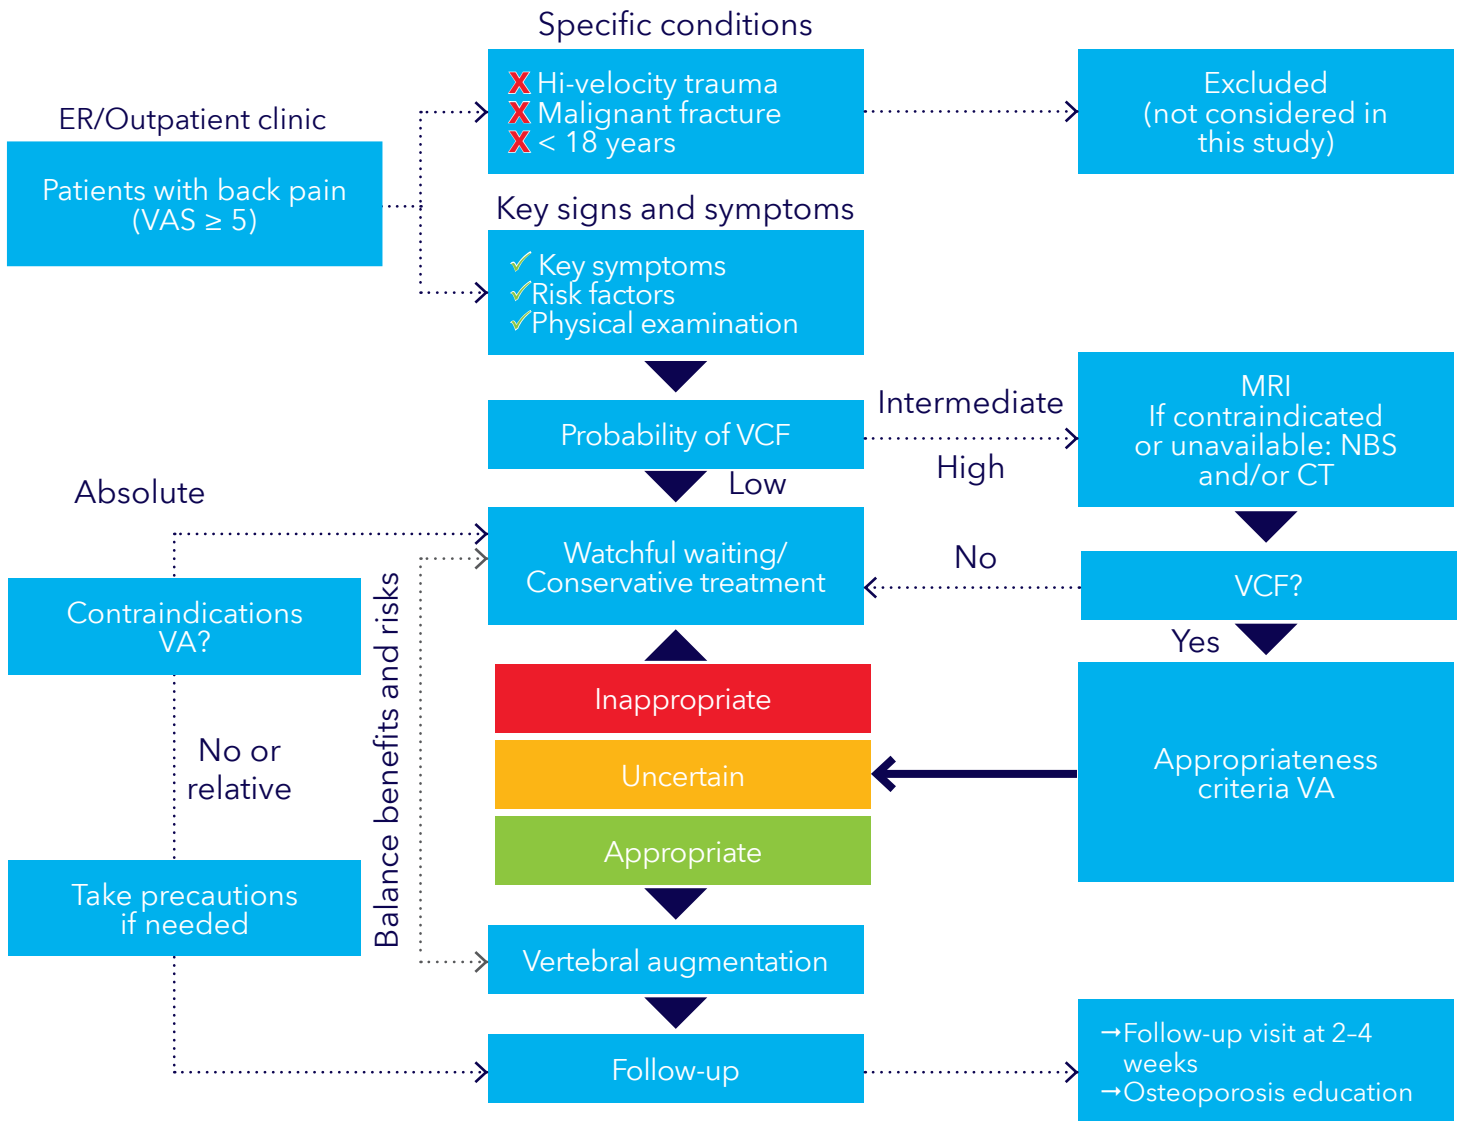 Specific conditions
X Hi-velocity trauma
X Malignant fracture
X < 18 years
Excluded
(not considered in
this study)
ER/Outpatient clinic
Patients with back pain
(VAS ≥ 5)
Key signs and symptoms
✓ Key symptoms
✓Risk factors
✓Physical examination
Probability of VCF
Intermediate
High
Low
MRI
If contraindicated
or unavailable: NBS
and/or CT
Absolute
Watchful waiting/
Conservative treatment
No
VCF?
Yes
Contraindications
VA?
Balance benefits and risks
Inappropriate
Uncertain
Appropriate
Appropriateness
criteria VA
No or
relative
Take precautions
if needed
Vertebral augmentation
Follow-up
→Follow-up visit at 2–4
weeks
→Osteoporosis education